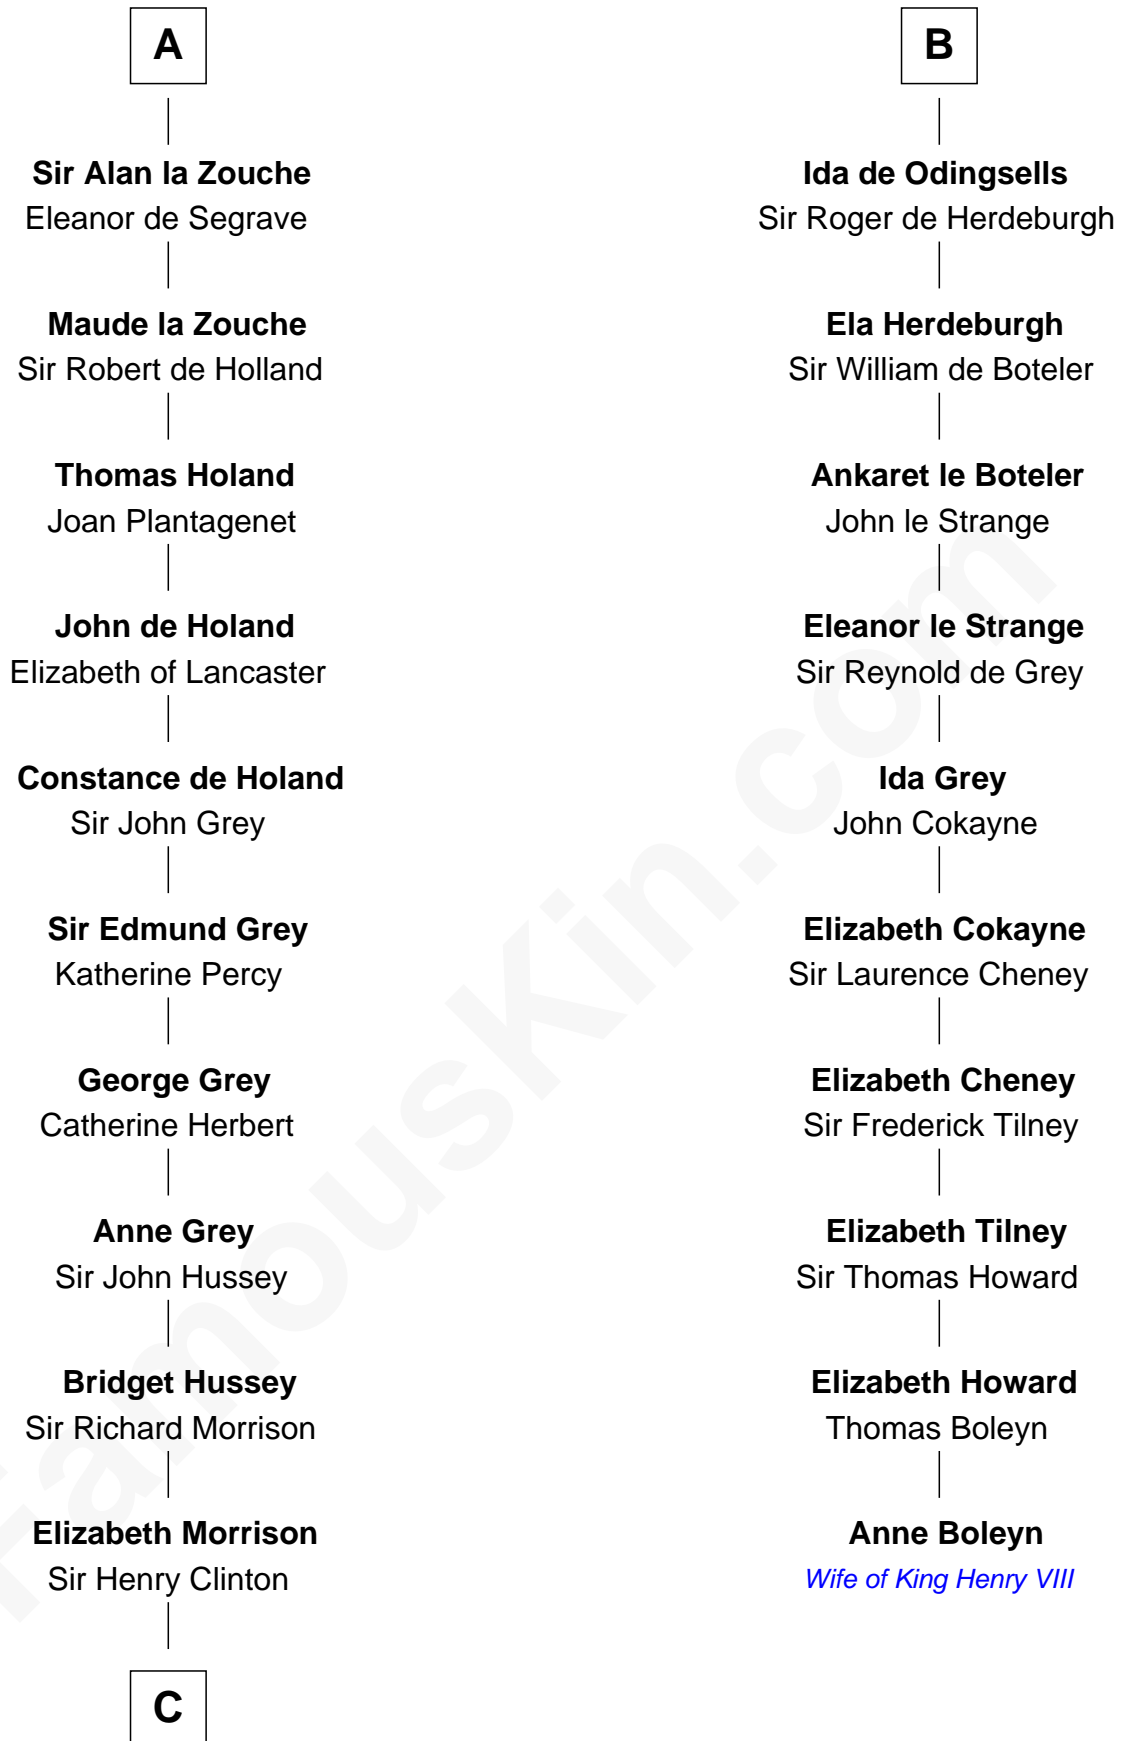 A
Sir Alan la Zouche
Eleanor de Segrave
Maude la Zouche
Sir Robert de Holland
Thomas Holand
Joan Plantagenet
John de Holand
Elizabeth of Lancaster
Constance de Holand
Sir John Grey
Sir Edmund Grey
Katherine Percy
George Grey
Catherine Herbert
Anne Grey
Sir John Hussey
Bridget Hussey
Sir Richard Morrison
Elizabeth Morrison
Sir Henry Clinton
C
B
Ida de Odingsells
Sir Roger de Herdeburgh
Ela Herdeburgh
Sir William de Boteler
Ankaret le Boteler
John le Strange
Eleanor le Strange
Sir Reynold de Grey
Ida Grey
John Cokayne
Elizabeth Cokayne
Sir Laurence Cheney
Elizabeth Cheney
Sir Frederick Tilney
Elizabeth Tilney
Sir Thomas Howard
Elizabeth Howard
Thomas Boleyn
Anne Boleyn
Wife of King Henry VIII
FamousKin.com